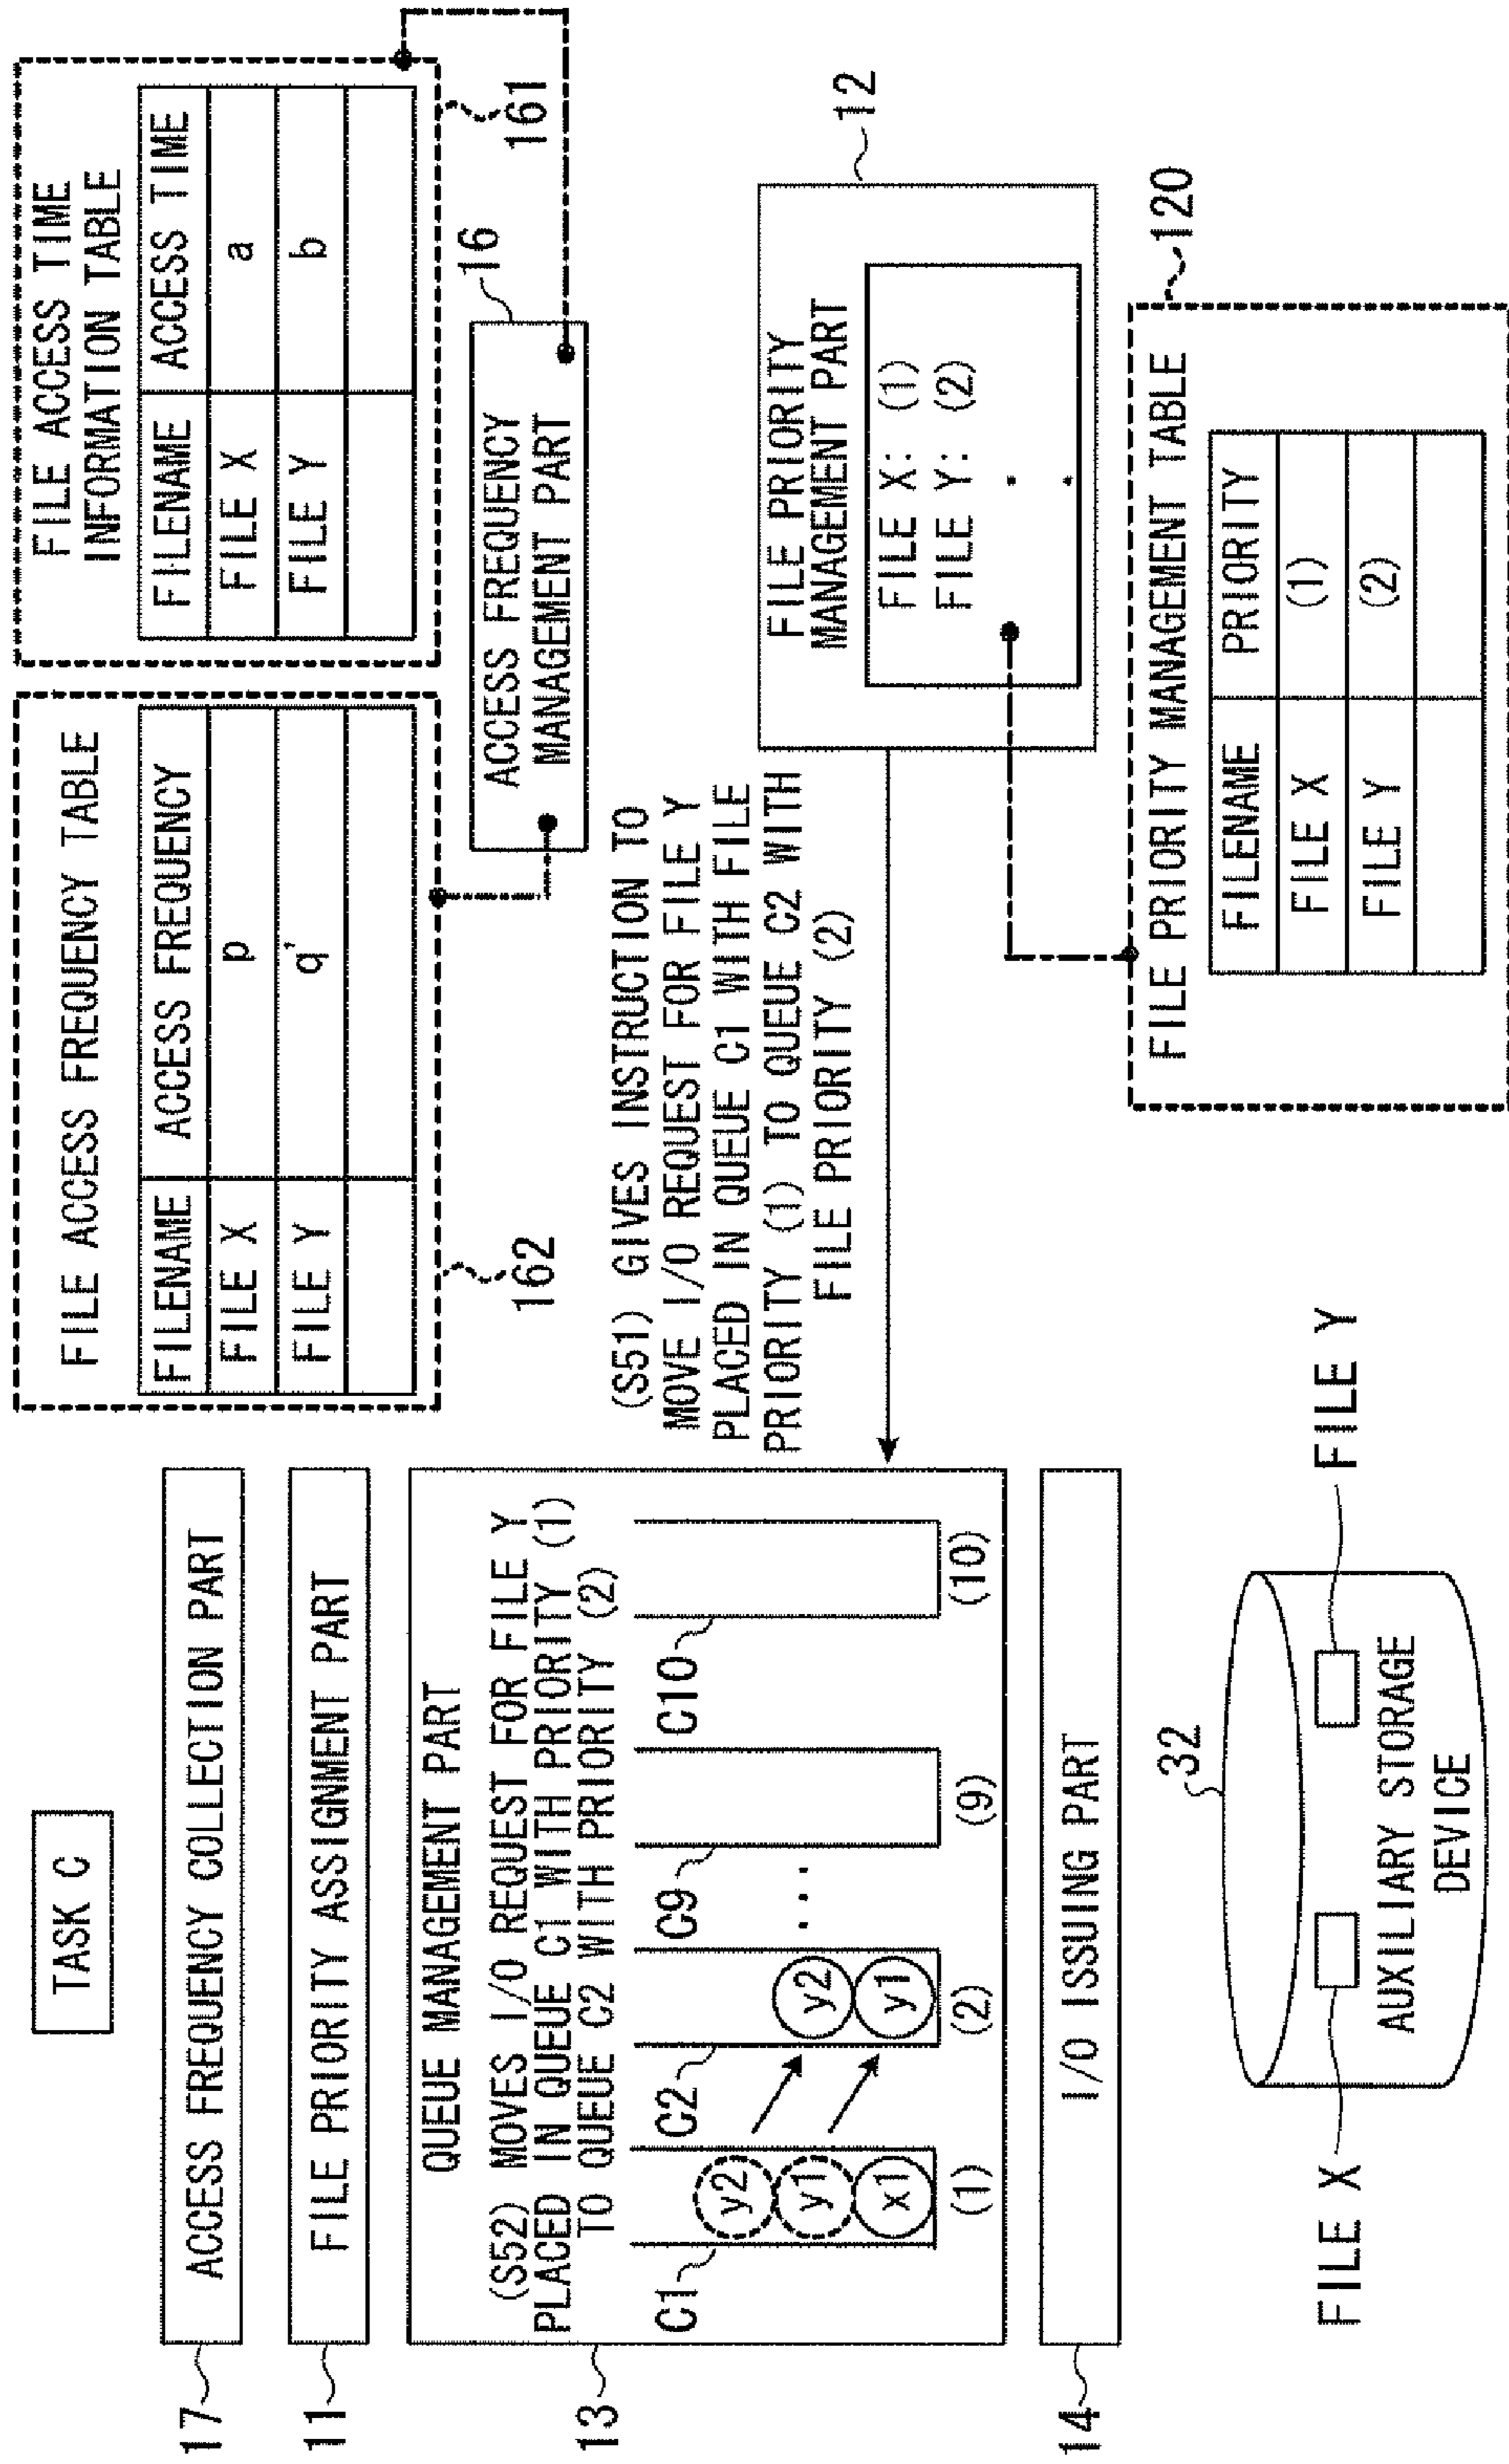 TASK C
17
ACCESS FREQUENCY COLLECTION PART
11
FILE PRIORITY ASSIGNMENT PART
13
QUEUE MANAGEMENT PART
(S52) MOVES I/O REQUEST FOR FILE Y
PLACED IN QUEUE C1 WITH PRIORITY (1)
TO QUEUE C2 WITH PRIORITY (2)
C1
C2
C9
C10
y2
y1
x1
y2
y1
...
(1)
(2)
(9)
(10)
14
I/O ISSUING PART
32
FILE X
FILE Y
AUXILIARY STORAGE
DEVICE
FILE ACCESS FREQUENCY TABLE
FILENAME ACCESS FREQUENCY
FILE X p
FILE Y q'
162
FILE ACCESS TIME
INFORMATION TABLE
FILENAME ACCESS TIME
FILE X a
FILE Y b
161
16
ACCESS FREQUENCY
MANAGEMENT PART
(S51) GIVES INSTRUCTION TO
MOVE I/O REQUEST FOR FILE Y
PLACED IN QUEUE C1 WITH FILE
PRIORITY (1) TO QUEUE C2 WITH
FILE PRIORITY (2)
12
FILE PRIORITY
MANAGEMENT PART
FILE X: (1)
FILE Y: (2)
.
.
120
FILE PRIORITY MANAGEMENT TABLE
FILENAME PRIORITY
FILE X (1)
FILE Y (2)